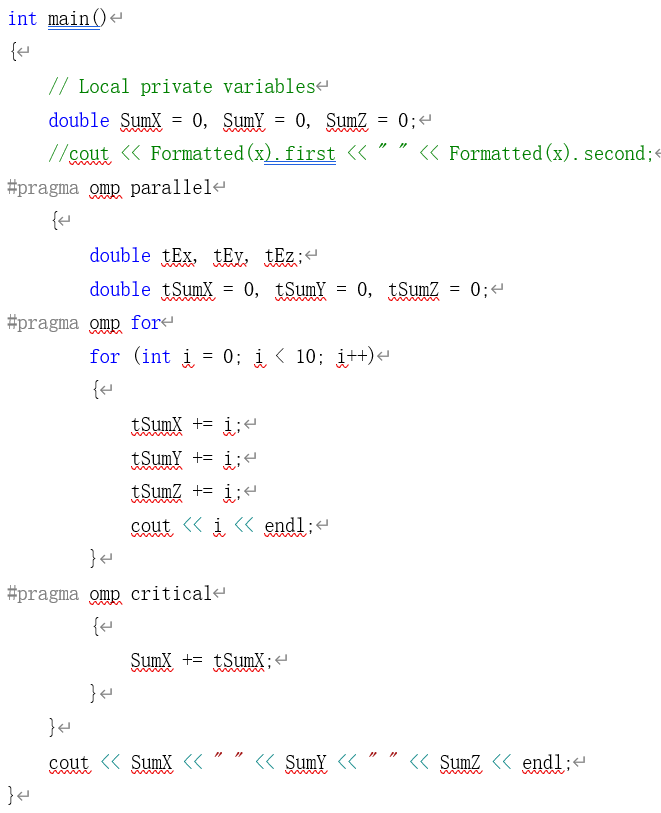 int main()↵
{↵
// Local private variables↵
double SumX = 0, SumY = 0, SumZ = 0;↵
//cout << Formatted(x).first << " " << Formatted(x).second;↵
#pragma omp parallel↵
{↵
double tEx, tEy, tEz;↵
double tSumX = 0, tSumY = 0, tSumZ = 0;↵
#pragma omp for↵
for (int i = 0; i < 10; i++)↵
{↵
tSumX += i;↵
tSumY += i;↵
tSumZ += i;↵
cout << i << endl;↵
}↵
#pragma omp critical↵
{↵
SumX += tSumX;↵
}↵
}↵
cout << SumX << " " << SumY << " " << SumZ << endl;↵
}↵